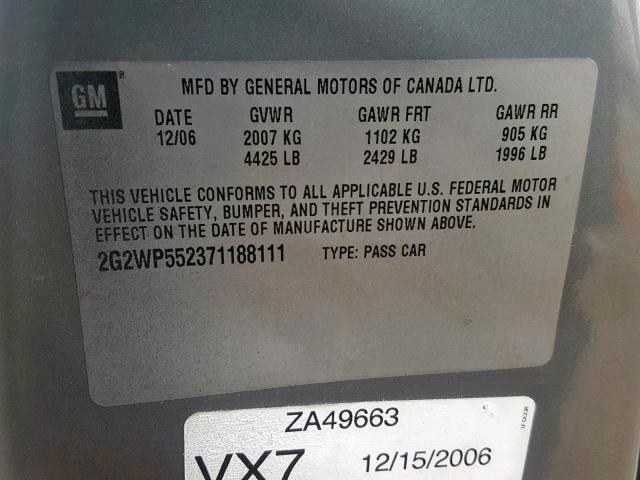 GM
MFD BY GENERAL MOTORS OF CANADA LTD.
DATE GVWR GAWR FRT GAWR RR
12/06 2007 KG 1102 KG 905 KG
4425 LB 2429 LB 1996 LB
THIS VEHICLE CONFORMS TO ALL APPLICABLE U.S. FEDERAL MOTOR
VEHICLE SAFETY, BUMPER, AND THEFT PREVENTION STANDARDS IN
EFFECT ON THE DATE OF MANUFACTURE SHOWN ABOVE.
2G2WP552371188111 TYPE: PASS CAR
ZA49663
LF DOOR
VX7 12/15/2006